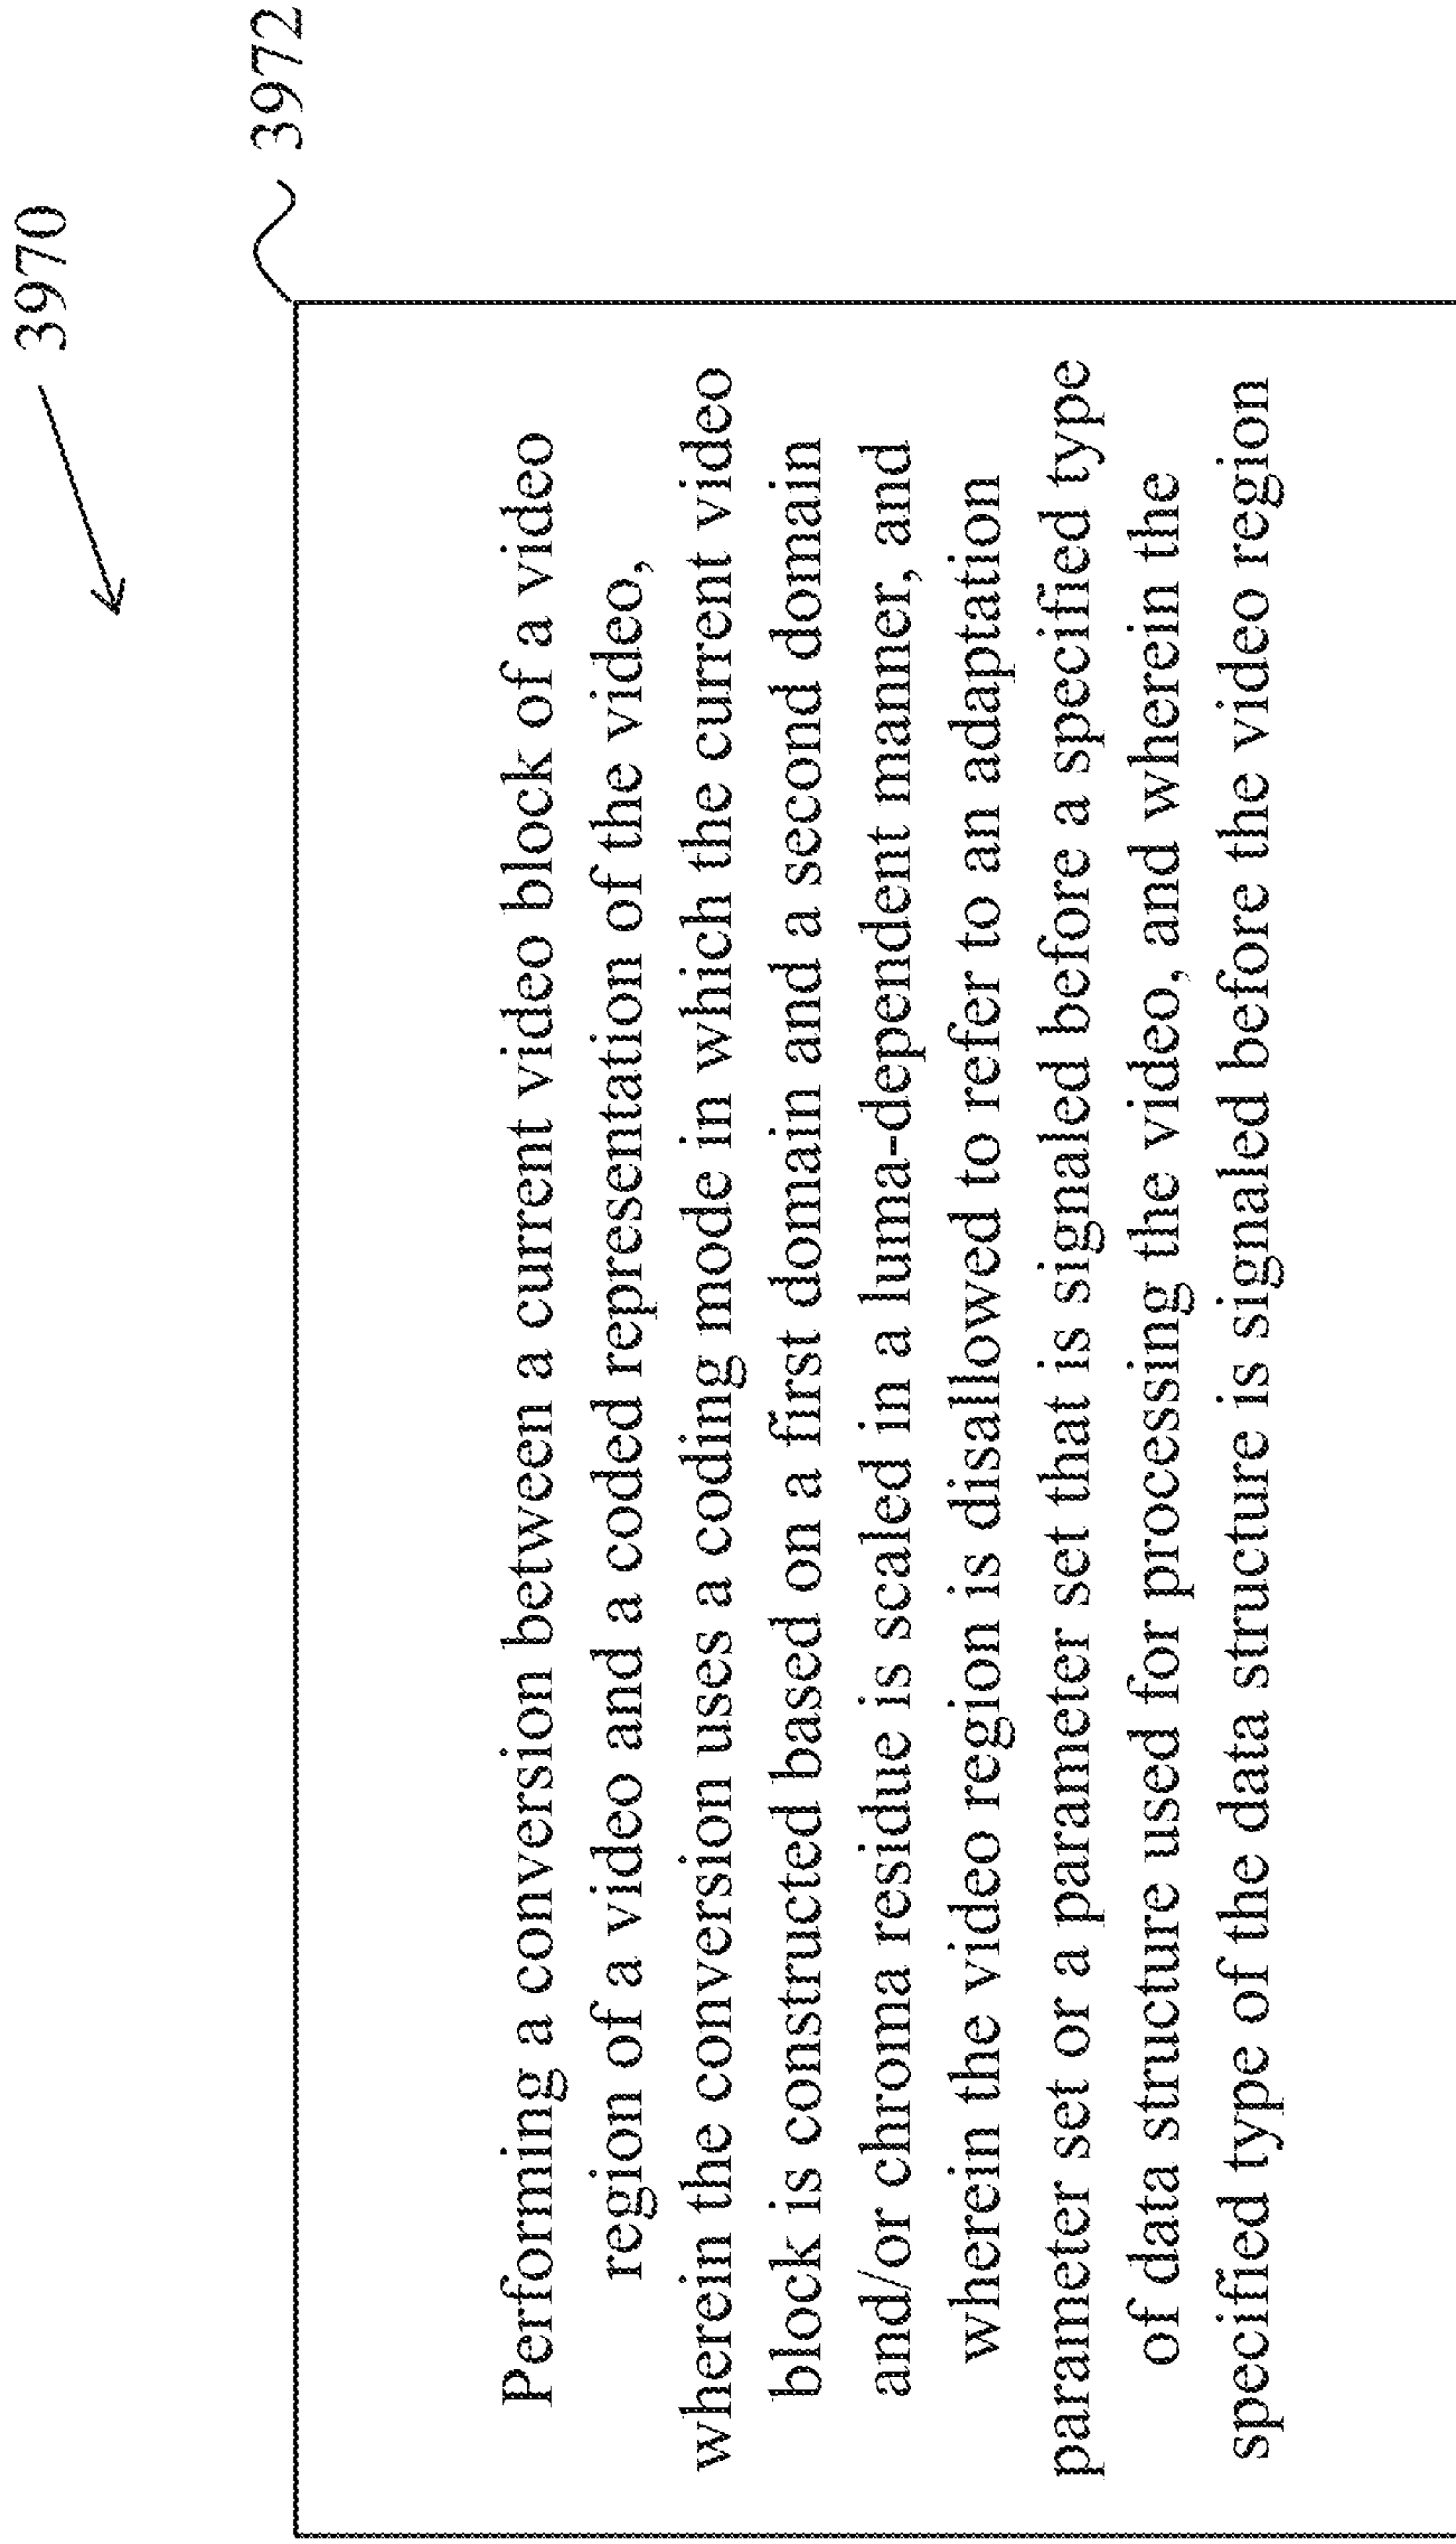 3970
3972
Performing a conversion between a current video block of a video
region of a video and a coded representation of the video,
wherein the conversion uses a coding mode in which the current video
block is constructed based on a first domain and a second domain
and/or chroma residue is scaled in a luma-dependent manner, and
wherein the video region is disallowed to refer to an adaptation
parameter set or a parameter set that is signaled before a specified type
of data structure used for processing the video, and wherein the
specified type of the data structure is signaled before the video region